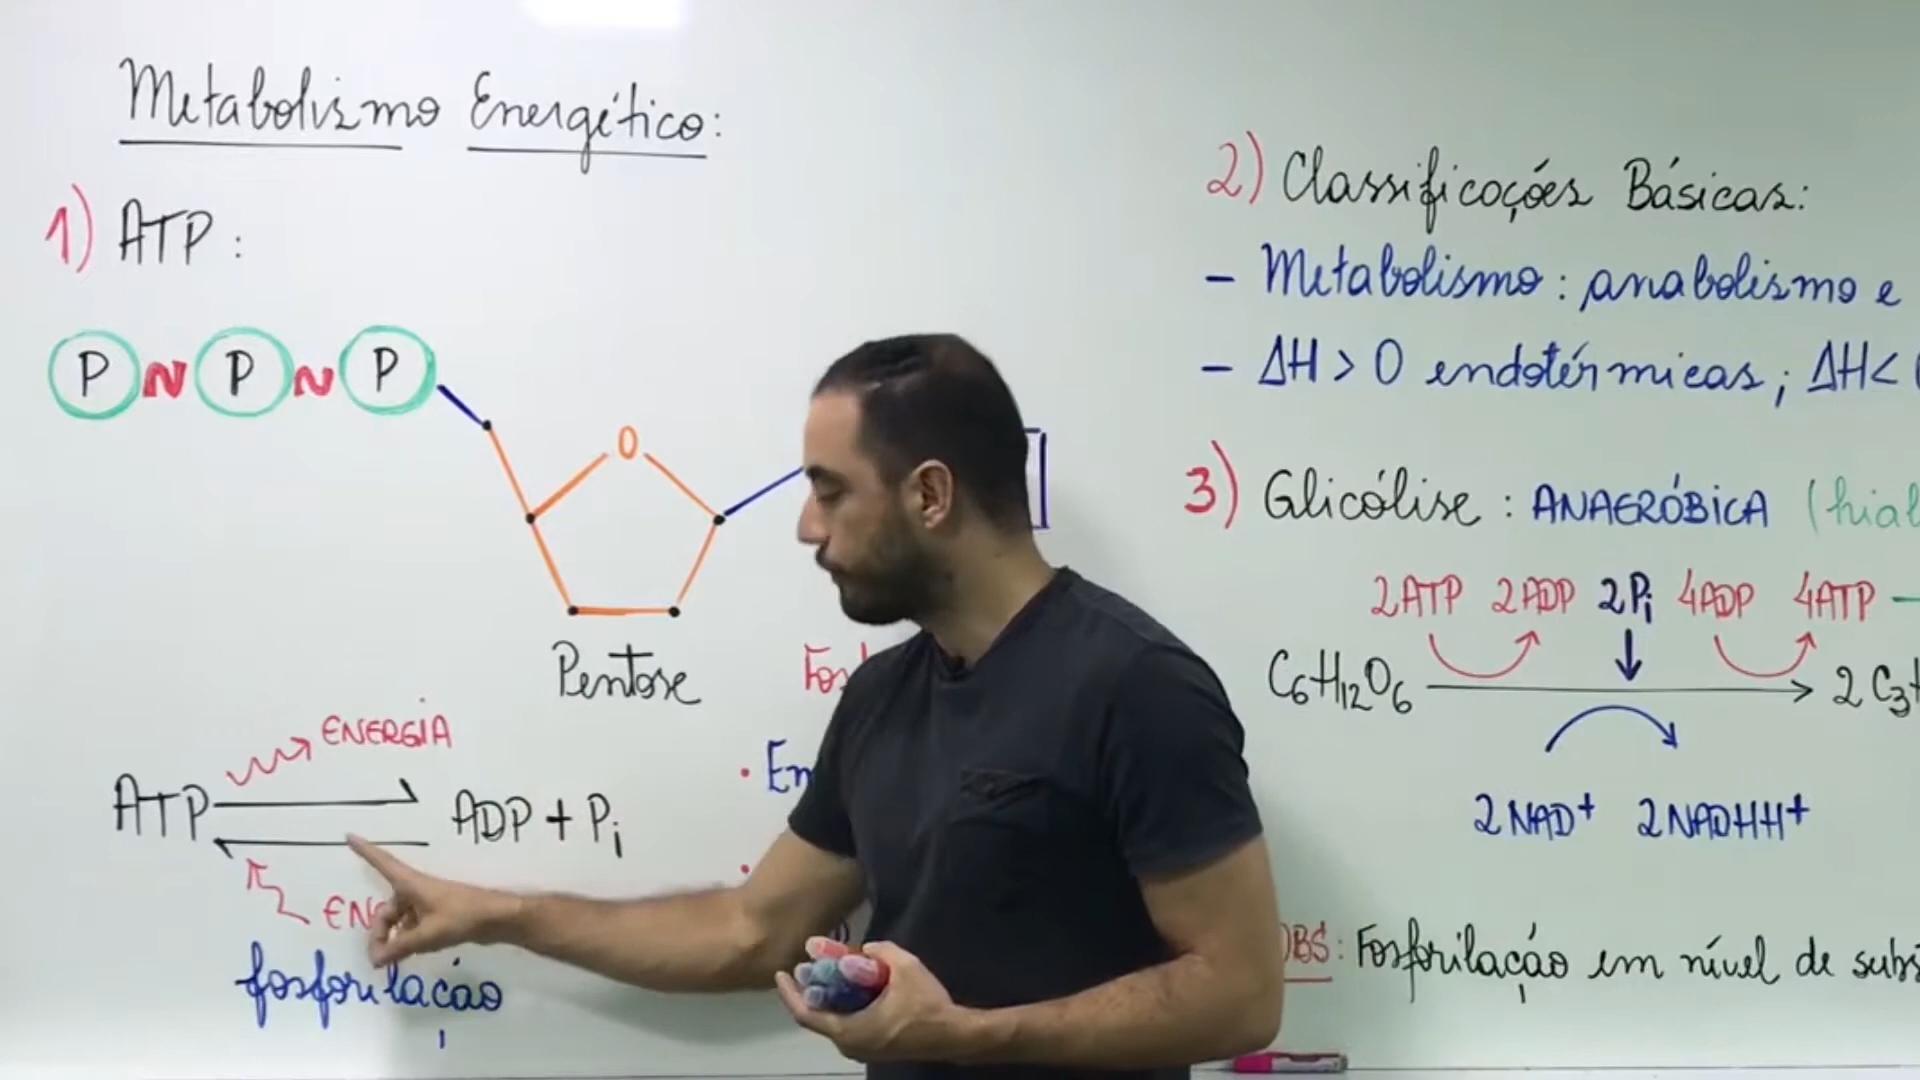 Metabolismo Energético:
1) ATP:
P N P N P
O
Pentose
ENERGIA
ATP
ADP + Pi
fosforilação
2) Classificações Básicas:
- Metabolismo: anabolismo e
- ΔH > 0 endotérmicas; ΔH <
3) Glicólise: ANAERÓBICA
2ATP 2ADP 2Pi 4ADP 4ATP
C6H12O6
2NAD+ 2NADHH+
OBS: Fosforilação em nível de